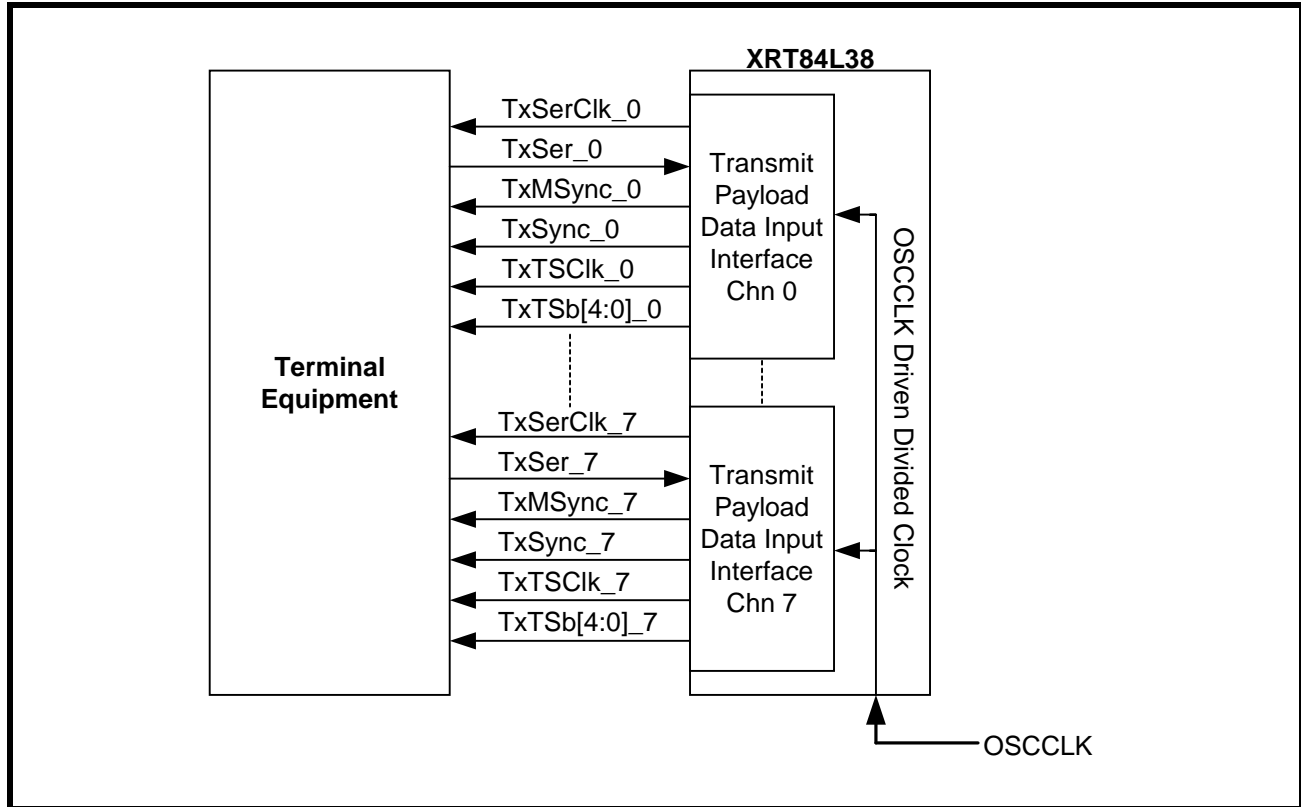 XRT84L38
TxSerClk_0
TxSer_0
TxMSync_0
TxSync_0
TxTSClk_0
TxTSb[4:0]_0
Transmit
Payload
Data Input
Interface
Chn 0
OSCCLK Driven Divided Clock
Terminal
Equipment
TxSerClk_7
TxSer_7
TxMSync_7
TxSync_7
TxTSClk_7
TxTSb[4:0]_7
Transmit
Payload
Data Input
Interface
Chn 7
OSCCLK